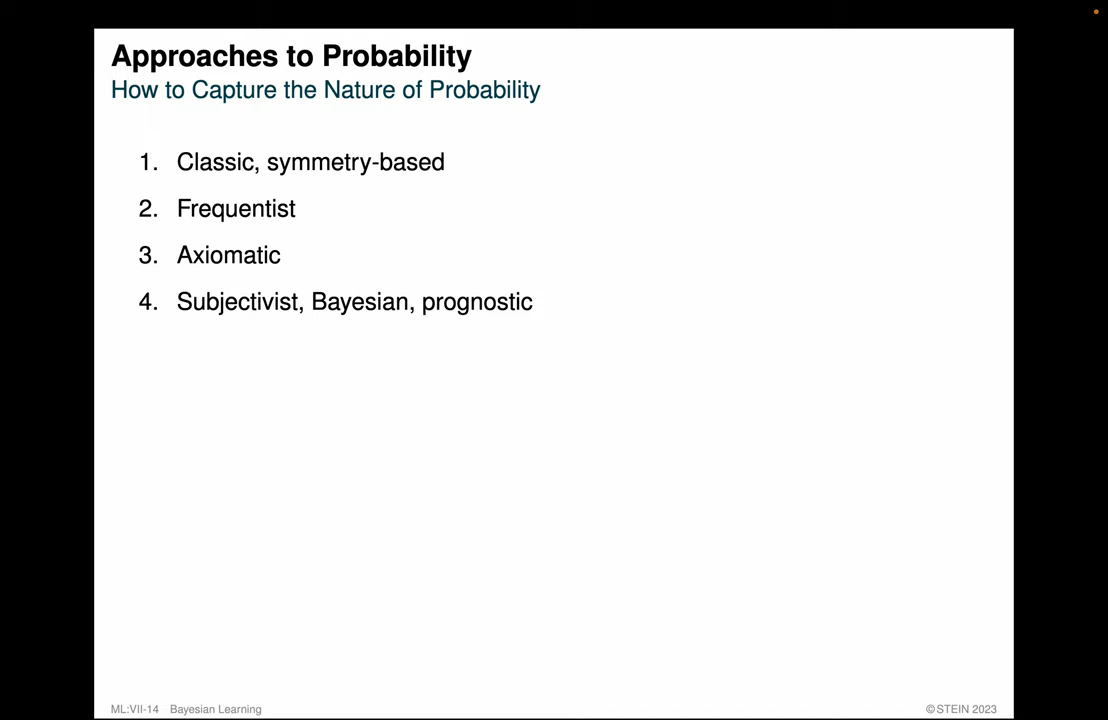 Approaches to Probability
How to Capture the Nature of Probability
1. Classic, symmetry-based
2. Frequentist
3. Axiomatic
4. Subjectivist, Bayesian, prognostic
ML:VII-14 Bayesian Learning
©STEIN 2023